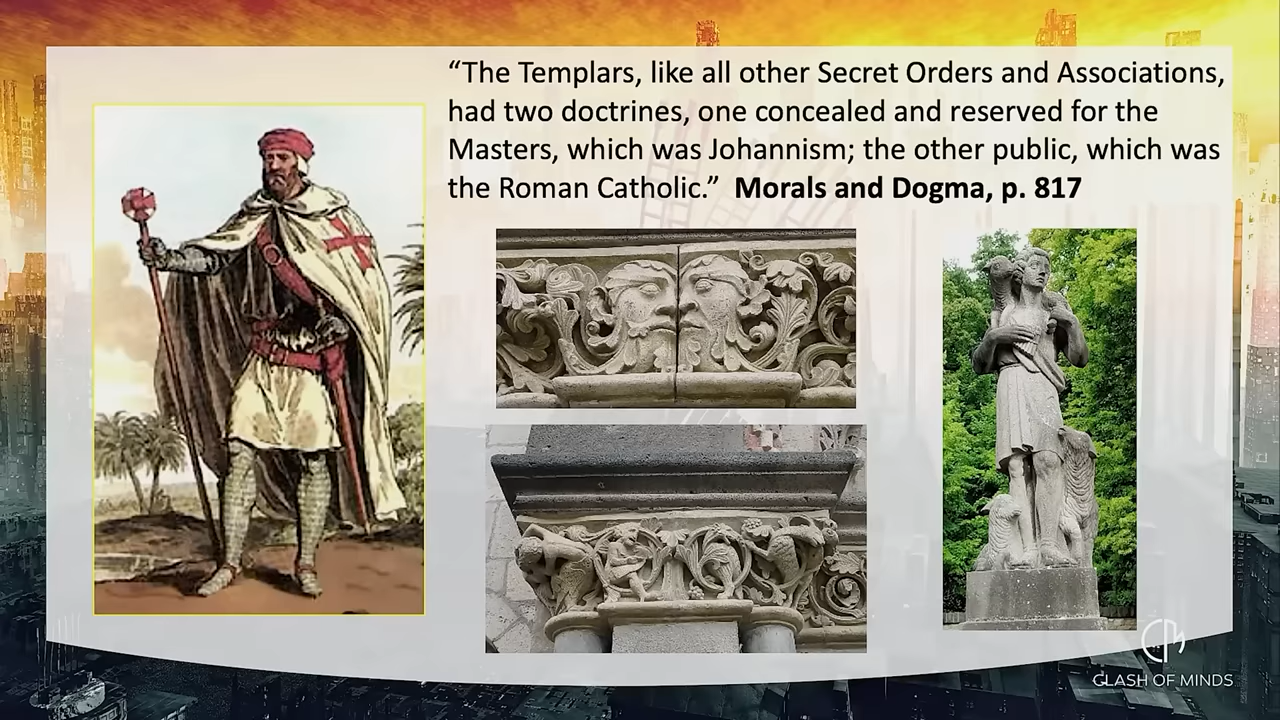 “The Templars, like all other Secret Orders and Associations,
had two doctrines, one concealed and reserved for the
Masters, which was Johannism; the other public, which was
the Roman Catholic.”  Morals and Dogma, p. 817
CLASH OF MINDS